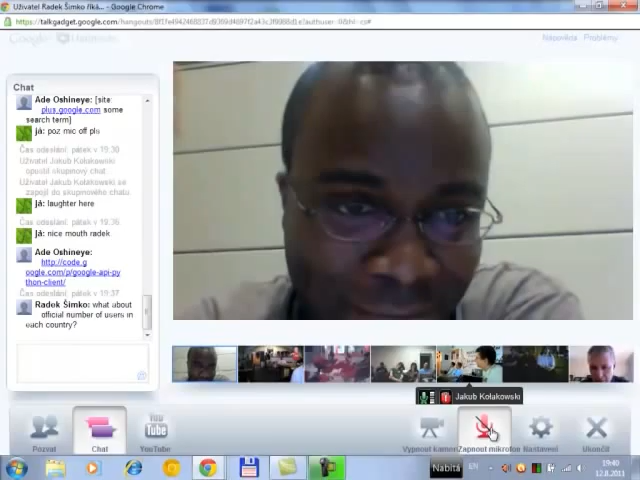 Uživatel Radek Šimko říká... - Google Chrome
Google
Nápověda Problémy
Chat
Ade Oshineye: [site:
plus.google.com some
search term]
já: poz mic off pls
Čas odeslání: pátek v 19:30
Uživatel Jakub Kołakowski
opustil skupinový chat.
Uživatel Jakub Kołakowski se
zapojil do skupinového chatu.
já: laughter here
Čas odeslání: pátek v 19:36
já: nice mouth radek
Ade Oshineye:
http://code.g
oogle.com/p/google-api-py
thon-client/
Čas odeslání: pátek v 19:37
Radek Šimko: what about
official number of users in
each country?
Jakub Kołakowski
Pozvat
Chat
You
Tube
YouTube
Vypnout kameru
Zapnout mikrofon
Nastavení
Ukončit
Nabitá
EN
19:40
12.8.2011